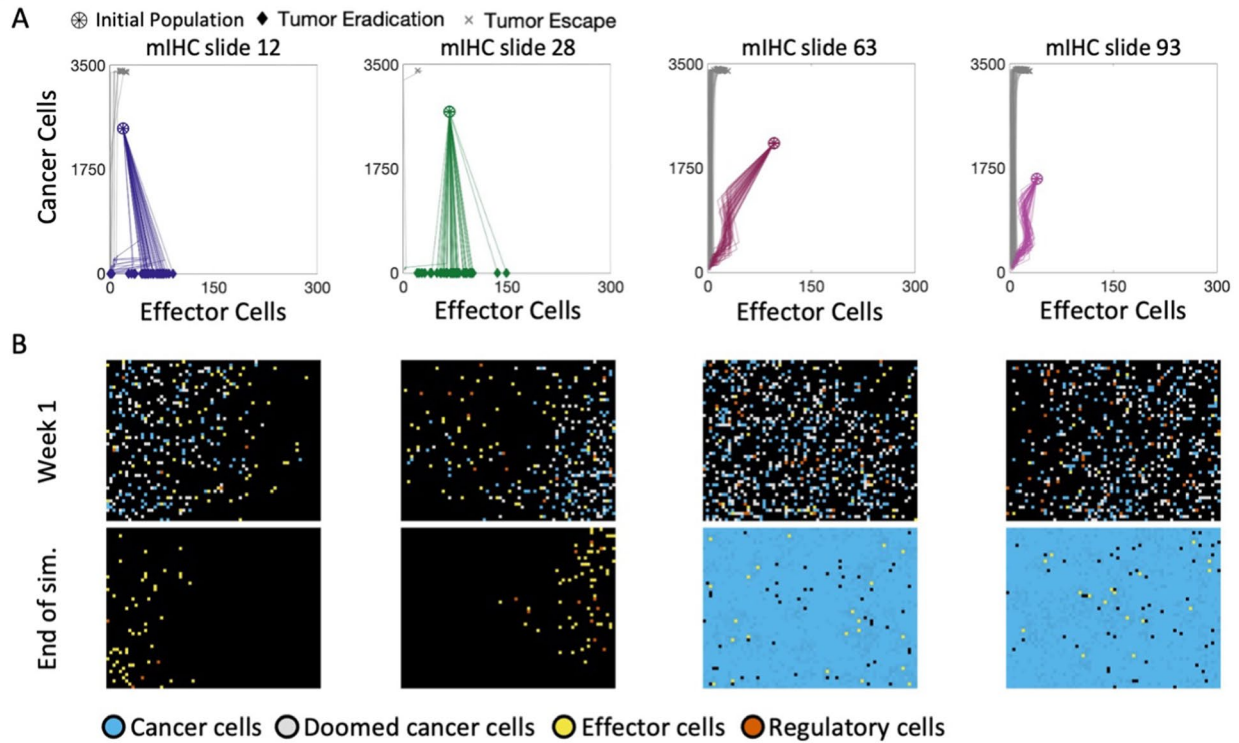 A
Initial Population Tumor Eradication Tumor Escape
mIHC slide 12 mIHC slide 28 mIHC slide 63 mIHC slide 93
3500 3500 3500 3500
Cancer Cells
1750 1750 1750 1750
0 0 0 0
0 150 300 0 150 300 0 150 300 0 150 300
Effector Cells Effector Cells Effector Cells Effector Cells
B
Week 1
End of sim.
Cancer cells Doomed cancer cells Effector cells Regulatory cells